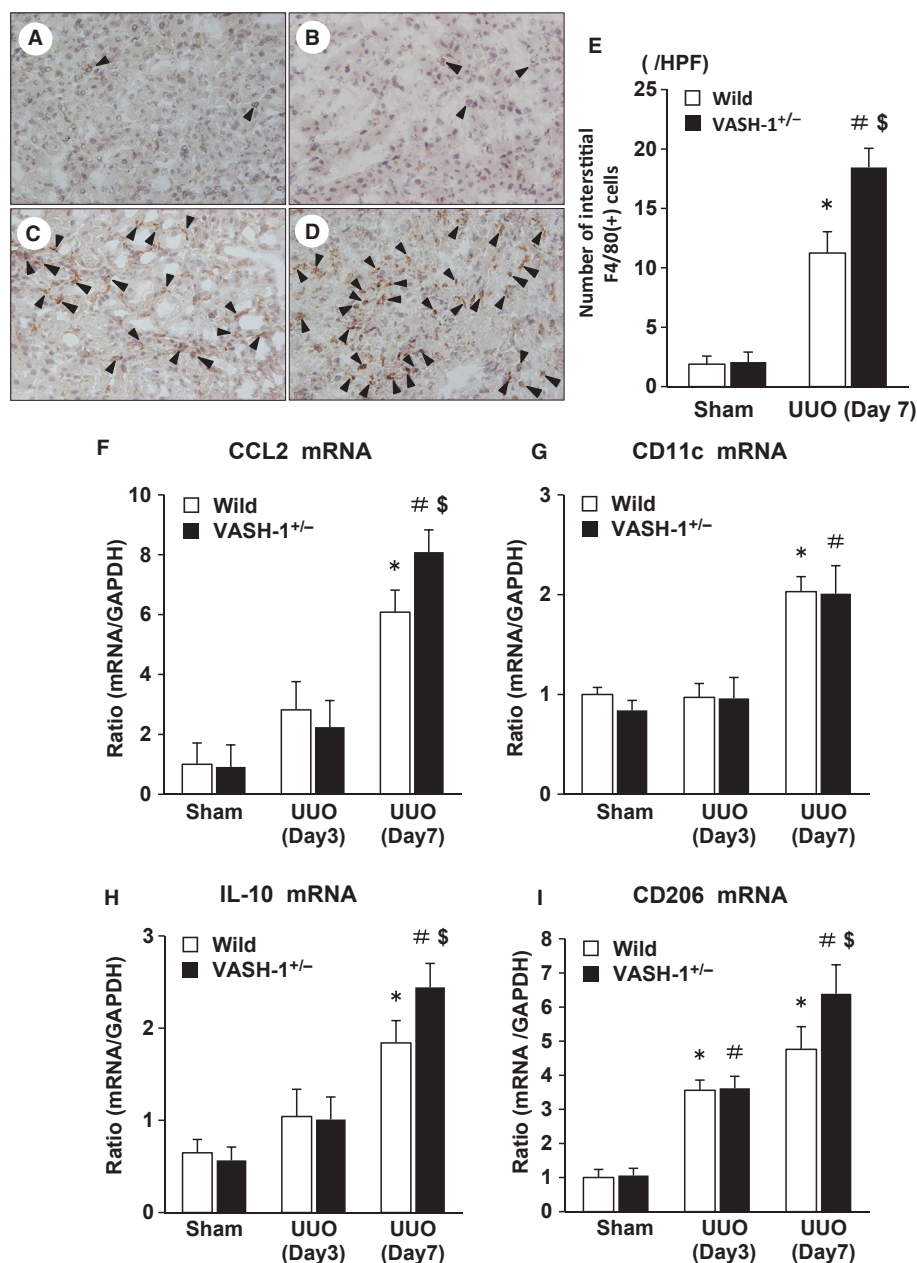 A
B
C
D
E
( /HPF)
Wild
VASH-1+/–
# $
*
Number of interstitial
F4/80(+) cells
25
20
15
10
5
0
Sham
UUO (Day 7)
F
CCL2 mRNA
Wild
VASH-1+/–
# $
*
Ratio (mRNA/GAPDH)
10
8
6
4
2
0
Sham
UUO
(Day3)
UUO
(Day7)
G
CD11c mRNA
Wild
VASH-1+/–
* #
Ratio (mRNA/GAPDH)
3
2
1
0
Sham
UUO
(Day3)
UUO
(Day7)
H
IL-10 mRNA
Wild
VASH-1+/–
# $
*
Ratio (mRNA/GAPDH)
3
2
1
0
Sham
UUO
(Day3)
UUO
(Day7)
I
CD206 mRNA
Wild
VASH-1+/–
# $
*
* #
Ratio (mRNA /GAPDH)
8
7
6
5
4
3
2
1
0
Sham
UUO
(Day3)
UUO
(Day7)